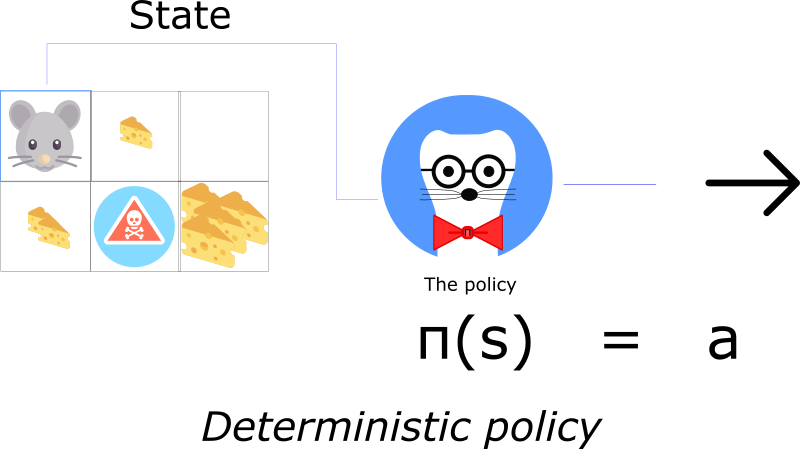 State
The policy
π(s) = a
Deterministic policy